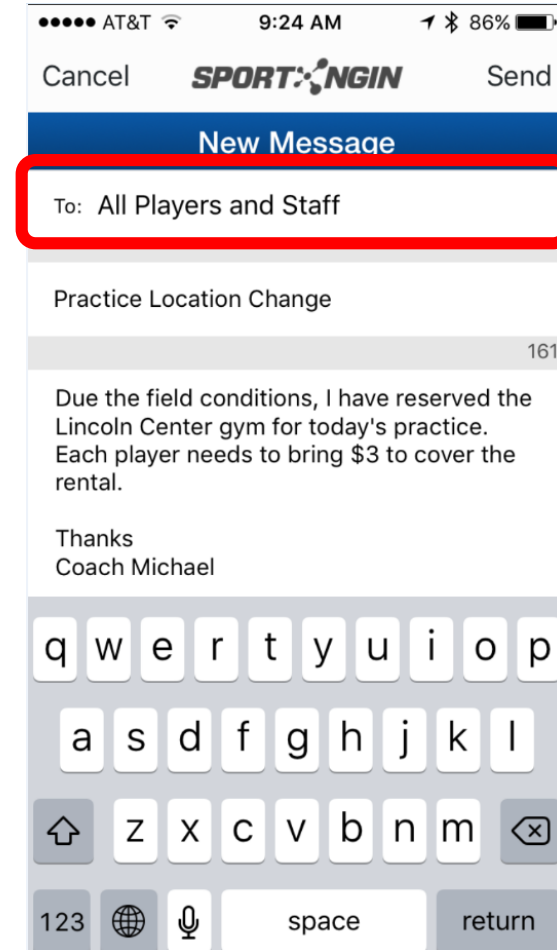 AT&T 9:24 AM 86%
Cancel SPORT NGIN Send
New Message
To: All Players and Staff
Practice Location Change
161
Due the field conditions, I have reserved the
Lincoln Center gym for today's practice.
Each player needs to bring $3 to cover the
rental.
Thanks
Coach Michael
q w e r t y u i o p
a s d f g h j k l
z x c v b n m
123 space return